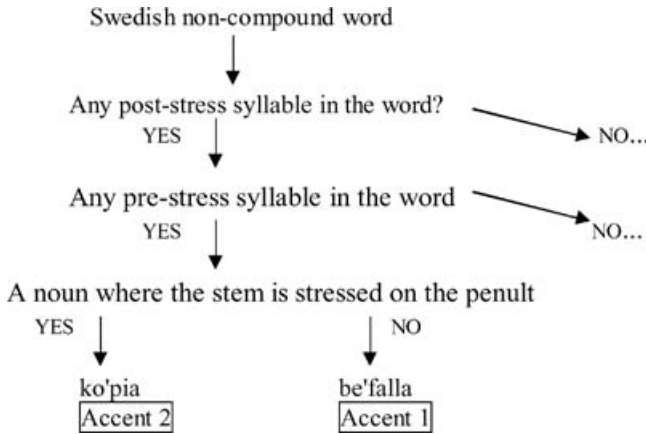 Swedish non-compound word
Any post-stress syllable in the word?
YES
NO...
Any pre-stress syllable in the word
YES
NO...
A noun where the stem is stressed on the penult
YES
NO
ko'pia
be'falla
Accent 2
Accent 1